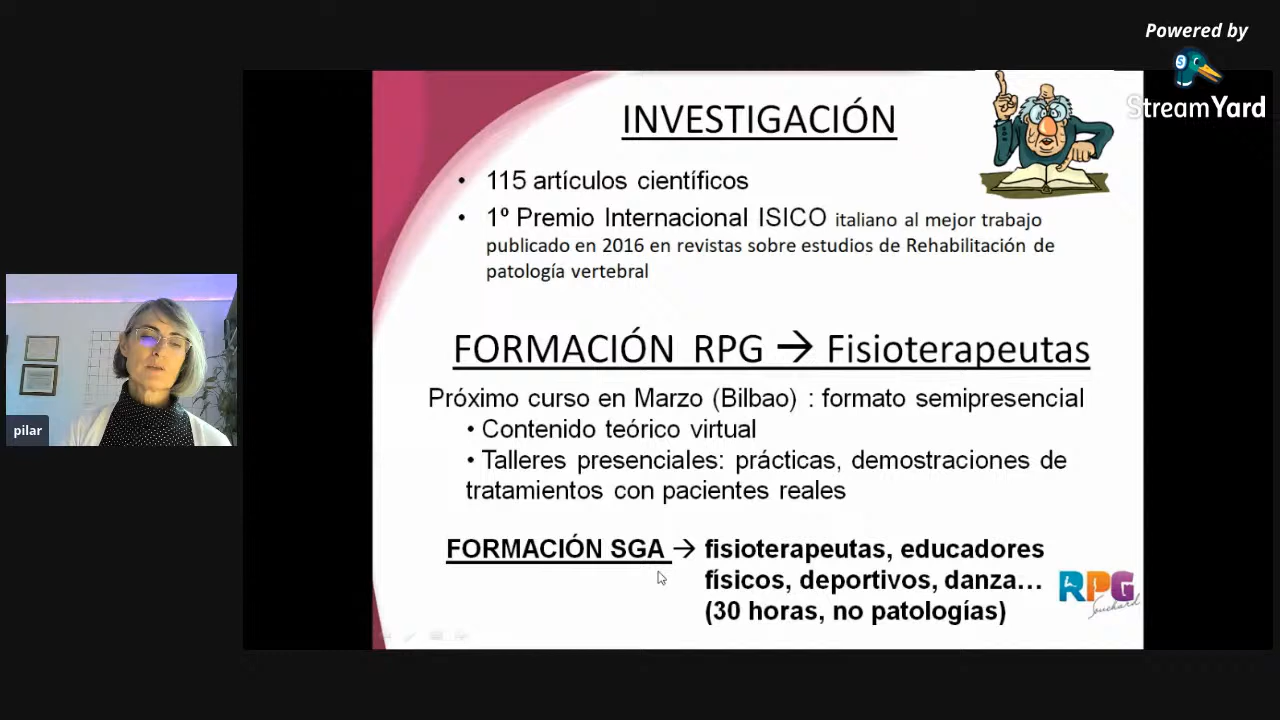 Powered by
StreamYard
INVESTIGACIÓN
• 115 artículos científicos
• 1º Premio Internacional ISICO italiano al mejor trabajo
publicado en 2016 en revistas sobre estudios de Rehabilitación de
patología vertebral
FORMACIÓN RPG → Fisioterapeutas
Próximo curso en Marzo (Bilbao) : formato semipresencial
• Contenido teórico virtual
• Talleres presenciales: prácticas, demostraciones de
tratamientos con pacientes reales
FORMACIÓN SGA → fisioterapeutas, educadores
físicos, deportivos, danza...
(30 horas, no patologías)
RPG
Souchard
pilar